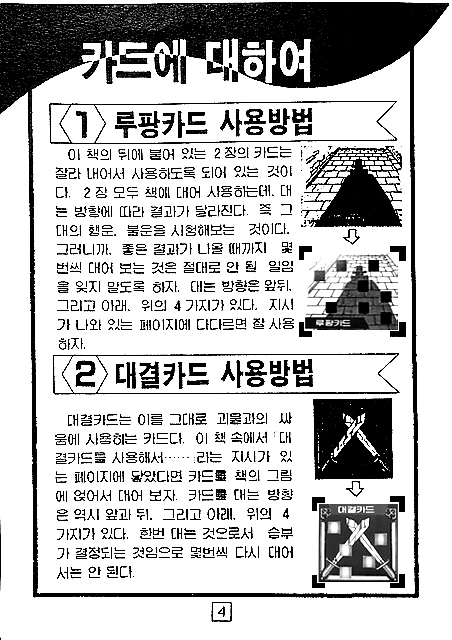 카드에 대하여
1 루팡카드 사용방법
이 책의 뒤에 붙어 있는 2장의 카드는
잘라 내어서 사용하도록 되어 있는 것이
다. 2장 모두 책에 대어 사용하는데, 대
는 방향에 따라 결과가 달라진다. 즉 그
대의 행운, 불운을 시험해보는 것이다.
그러니까, 좋은 결과가 나올 때까지 몇
번씩 대어 보는 것은 절대로 안 될 일임
을 잊지 말도록 하자. 대는 방향은 앞뒤,
그리고 아래, 위의 4가지가 있다. 지시
가 나와 있는 페이지에 다다르면 잘 사용
하자.
루팡카드
2 대결카드 사용방법
대결카드는 이름 그대로 괴물과의 싸
움에 사용하는 카드다. 이 책 속에서 '대
결카드를 사용해서……'라는 지시가 있
는 페이지에 닿았다면 카드를 책의 그림
에 얹어서 대어 보자. 카드를 대는 방향
은 역시 앞과 뒤, 그리고 아래, 위의 4
가지가 있다. 한번 대는 것으로서 승부
가 결정되는 것임으로 몇번씩 다시 대어
서는 안 된다.
대결카드
4